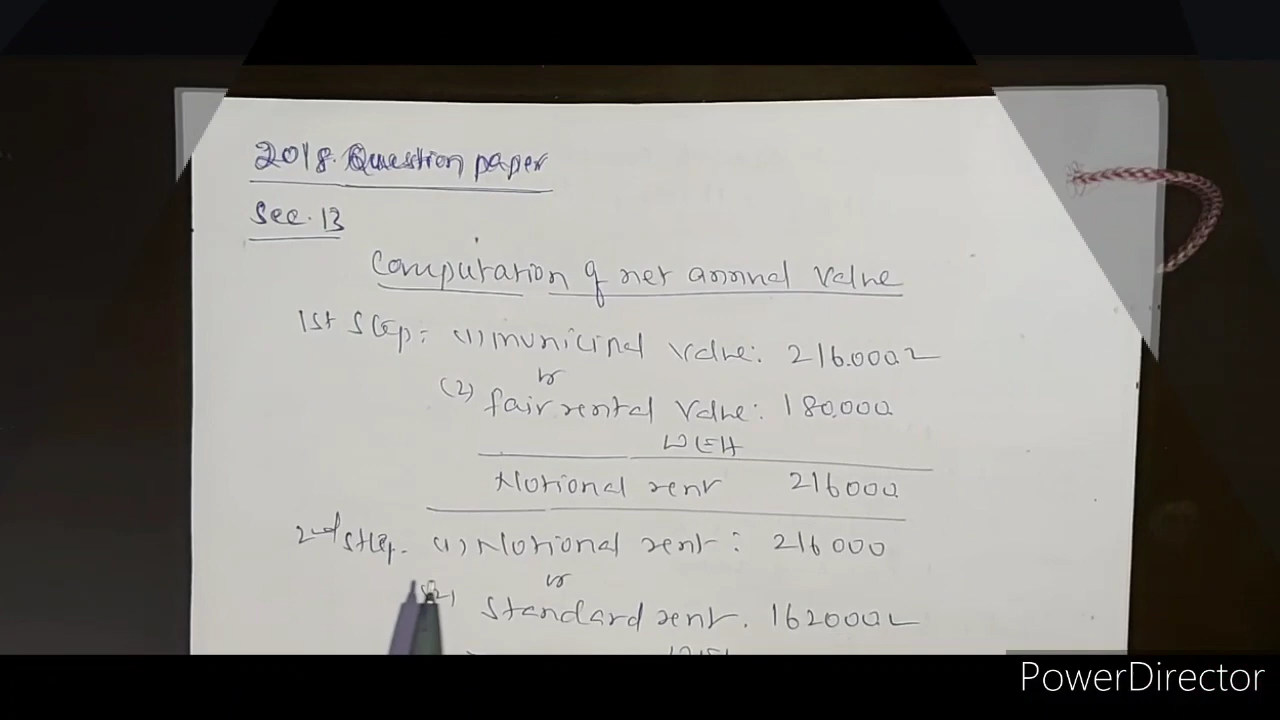 2018. Question paper
Sec. 13
Computation of net annual value
1st Step: (1) municipal value: 216.000
or
(2) fair rental value: 180.000
WEH
Notional rent 216000
2nd Step. (1) Notional rent: 216000
or
(2) Standard rent. 162000
PowerDirector